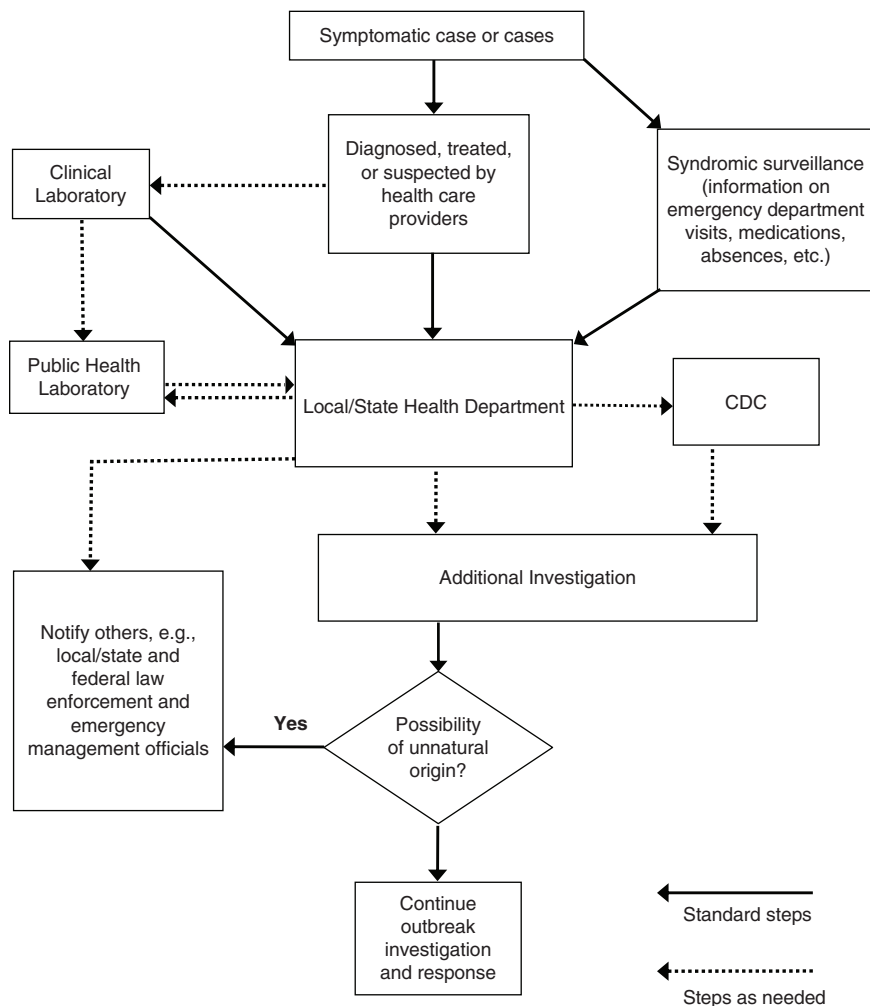 Symptomatic case or cases
Diagnosed, treated,
or suspected by
health care
providers
Syndromic surveillance
(information on
emergency department
visits, medications,
absences, etc.)
Clinical
Laboratory
Public Health
Laboratory
Local/State Health Department
CDC
Additional Investigation
Notify others, e.g.,
local/state and
federal law
enforcement and
emergency
management officials
Yes
Possibility
of unnatural
origin?
Continue
outbreak
investigation
and response
Standard steps
Steps as needed